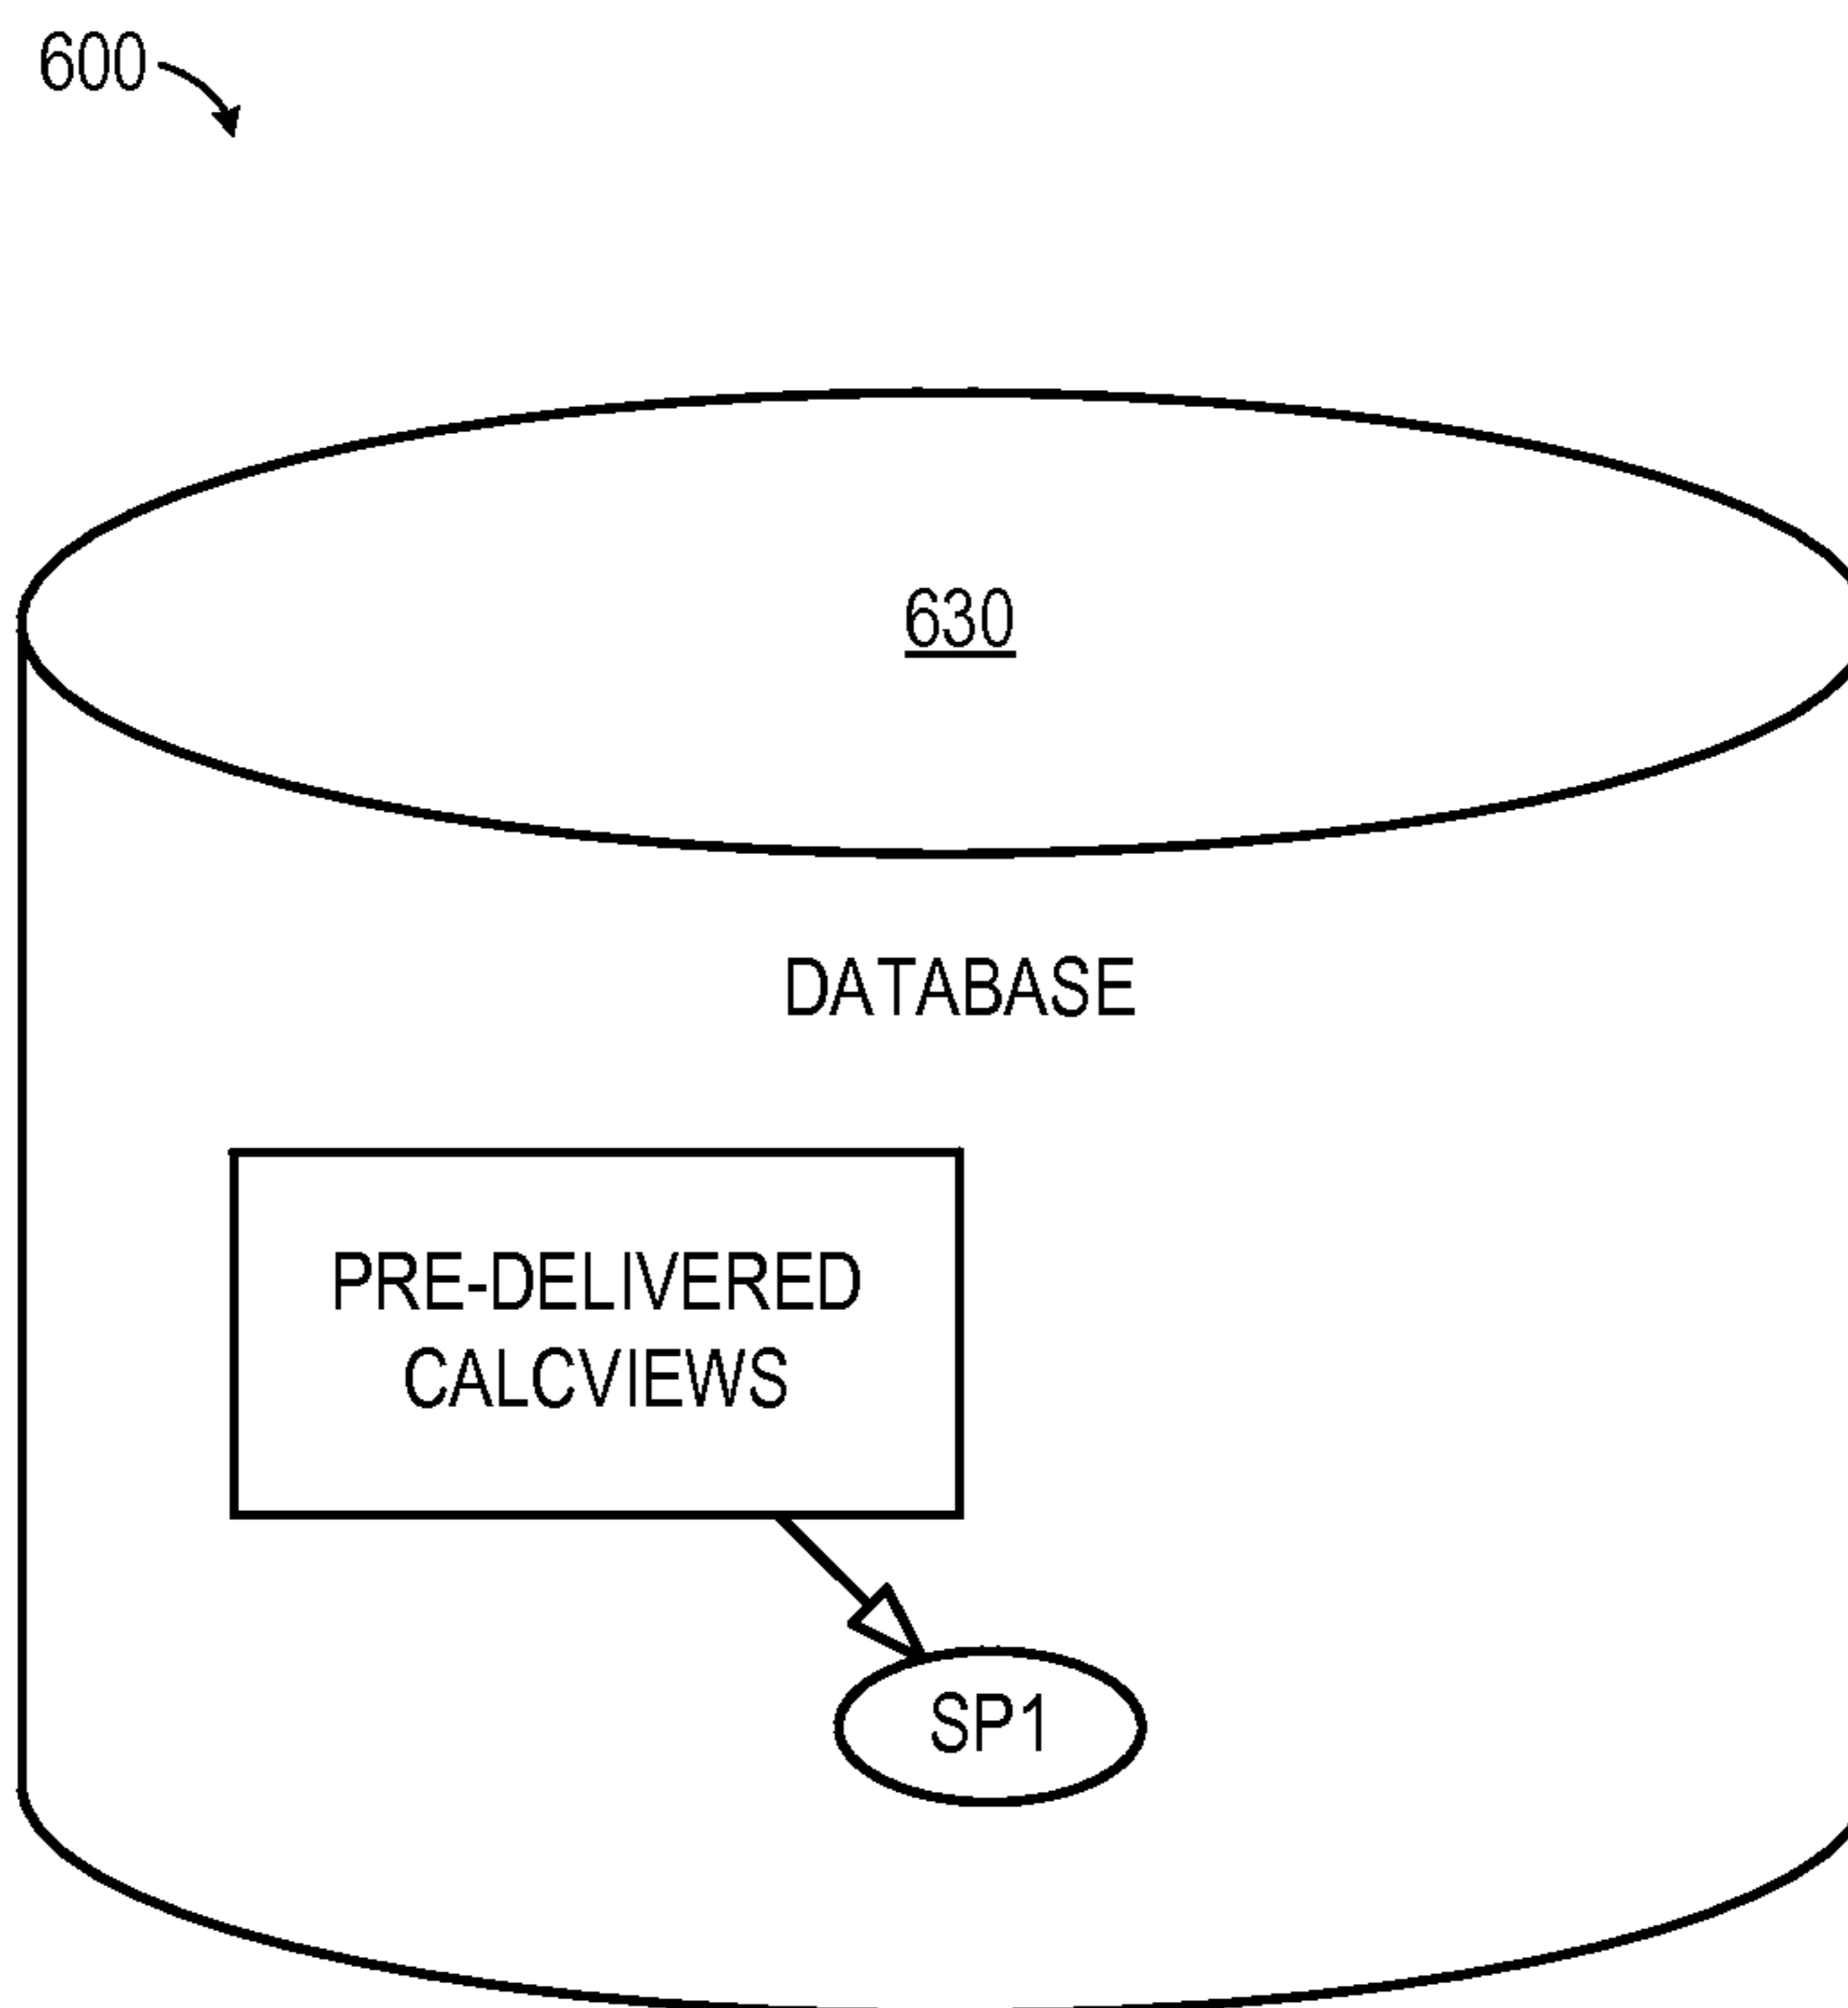 600
630
DATABASE
PRE-DELIVERED
CALCVIEWS
SP1